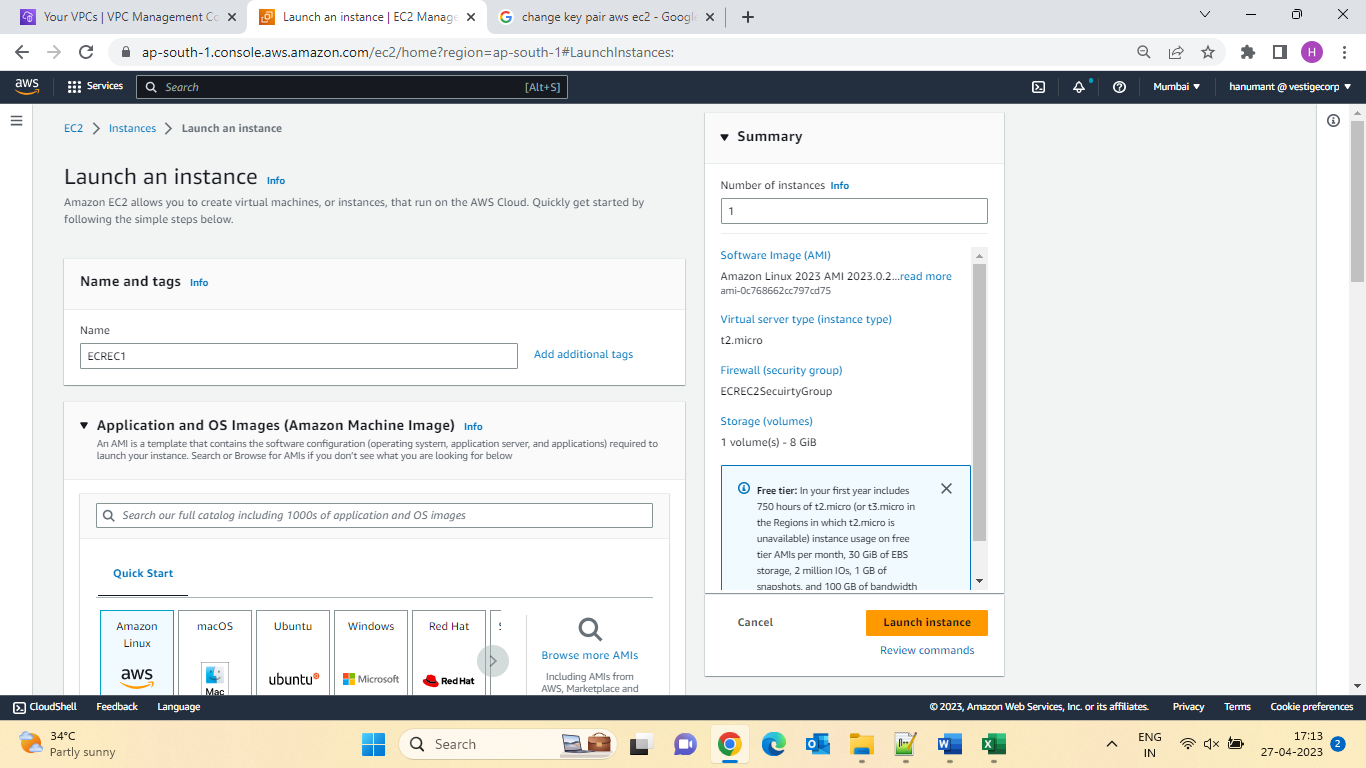 Your VPCs | VPC Management Co
Launch an instance | EC2 Manage
change key pair aws ec2 - Google
ap-south-1.console.aws.amazon.com/ec2/home?region=ap-south-1#LaunchInstances:
H
aws
Services
Search
[Alt+S]
Mumbai
hanumant @ vestigecorp
EC2 > Instances > Launch an instance
Launch an instance Info
Amazon EC2 allows you to create virtual machines, or instances, that run on the AWS Cloud. Quickly get started by
following the simple steps below.
Name and tags Info
Name
ECREC1
Add additional tags
Application and OS Images (Amazon Machine Image) Info
An AMI is a template that contains the software configuration (operating system, application server, and applications) required to
launch your instance. Search or Browse for AMIs if you don't see what you are looking for below
Search our full catalog including 1000s of application and OS images
Quick Start
Amazon
Linux
aws
macOS
Mac
Ubuntu
ubuntu
Windows
Microsoft
Red Hat
Red Hat
Browse more AMIs
Including AMIs from
AWS, Marketplace and
Summary
Number of instances Info
1
Software Image (AMI)
Amazon Linux 2023 AMI 2023.0.2...read more
ami-0c768662cc797cd75
Virtual server type (instance type)
t2.micro
Firewall (security group)
ECREC2SecuirtyGroup
Storage (volumes)
1 volume(s) - 8 GiB
Free tier: In your first year includes
750 hours of t2.micro (or t3.micro in
the Regions in which t2.micro is
unavailable) instance usage on free
tier AMIs per month, 30 GiB of EBS
storage, 2 million IOs, 1 GB of
snapshots, and 100 GB of bandwidth
Cancel
Launch instance
Review commands
CloudShell
Feedback
Language
© 2023, Amazon Web Services, Inc. or its affiliates.
Privacy
Terms
Cookie preferences
34°C
Partly sunny
Search
ENG
IN
17:13
27-04-2023
2